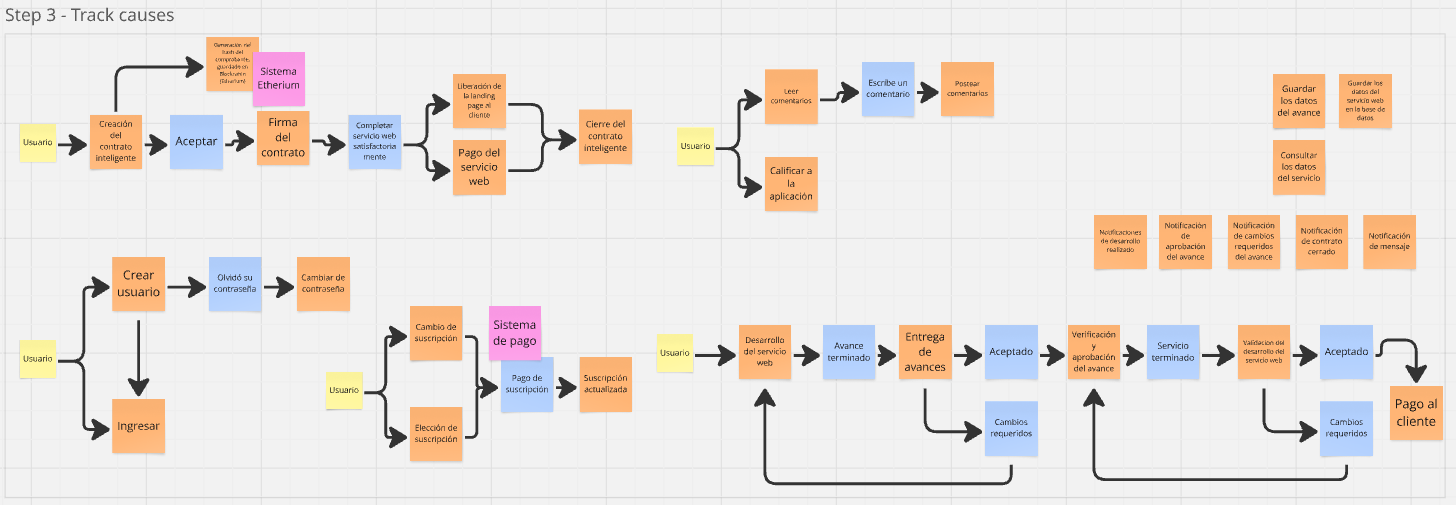 Step 3 - Track causes
Generación del
hash del
comprobante,
guardado en
Blockchain
Sistema
Etherium
Usuario
Creación
del
contrato
inteligente
Aceptar
Firma
del
contrato
Completar
servicio web
satisfactoria
mente
Liberación de
la landing
page al
cliente
Pago del
servicio
web
Cierre del
contrato
inteligente
Usuario
Leer
comentarios
Escribe un
comentario
Postear
comentarios
Calificar a
la
aplicación
Guardar
los datos
del avance
Guardar los
datos del
servicio web
en la base de
datos
Consultar
los datos
del servicio
Notificaciones
de desarrollo
realizado
Notificación
de
aprobación
del avance
Notificación
de cambios
requeridos
del avance
Notificación
de contrato
cerrado
Notificación
de mensaje
Usuario
Crear
usuario
Olvidó su
contraseña
Cambiar de
contraseña
Ingresar
Usuario
Cambio de
suscripción
Elección de
suscripción
Sistema
de pago
Pago de
suscripción
Suscripción
actualizada
Usuario
Desarrollo
del servicio
web
Avance
terminado
Entrega
de
avances
Aceptado
Cambios
requeridos
Verificación
y
aprobación
del avance
Servicio
terminado
Validacion del
desarrollo del
servicio web
Aceptado
Cambios
requeridos
Pago al
cliente